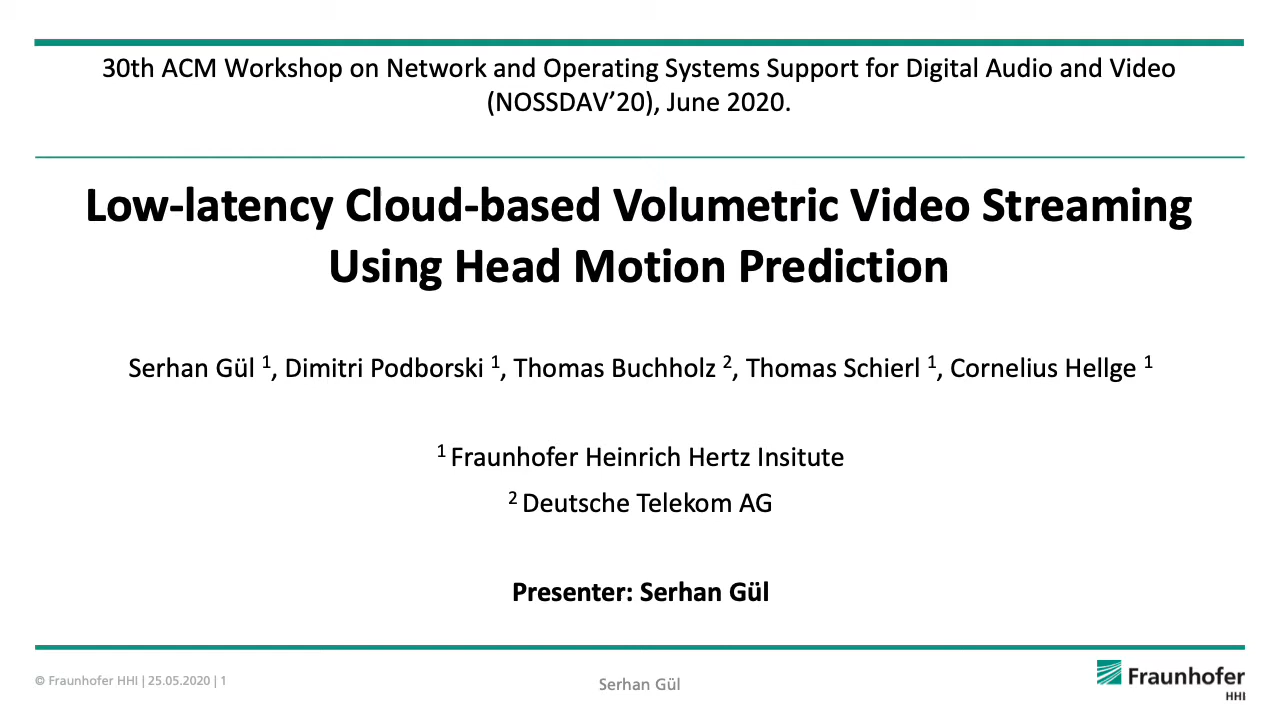 30th ACM Workshop on Network and Operating Systems Support for Digital Audio and Video
(NOSSDAV’20), June 2020.
Low-latency Cloud-based Volumetric Video Streaming
Using Head Motion Prediction
Serhan Gül ¹, Dimitri Podborski ¹, Thomas Buchholz ², Thomas Schierl ¹, Cornelius Hellge ¹
¹ Fraunhofer Heinrich Hertz Insitute
² Deutsche Telekom AG
Presenter: Serhan Gül
© Fraunhofer HHI | 25.05.2020 | 1
Serhan Gül
Fraunhofer
HHI